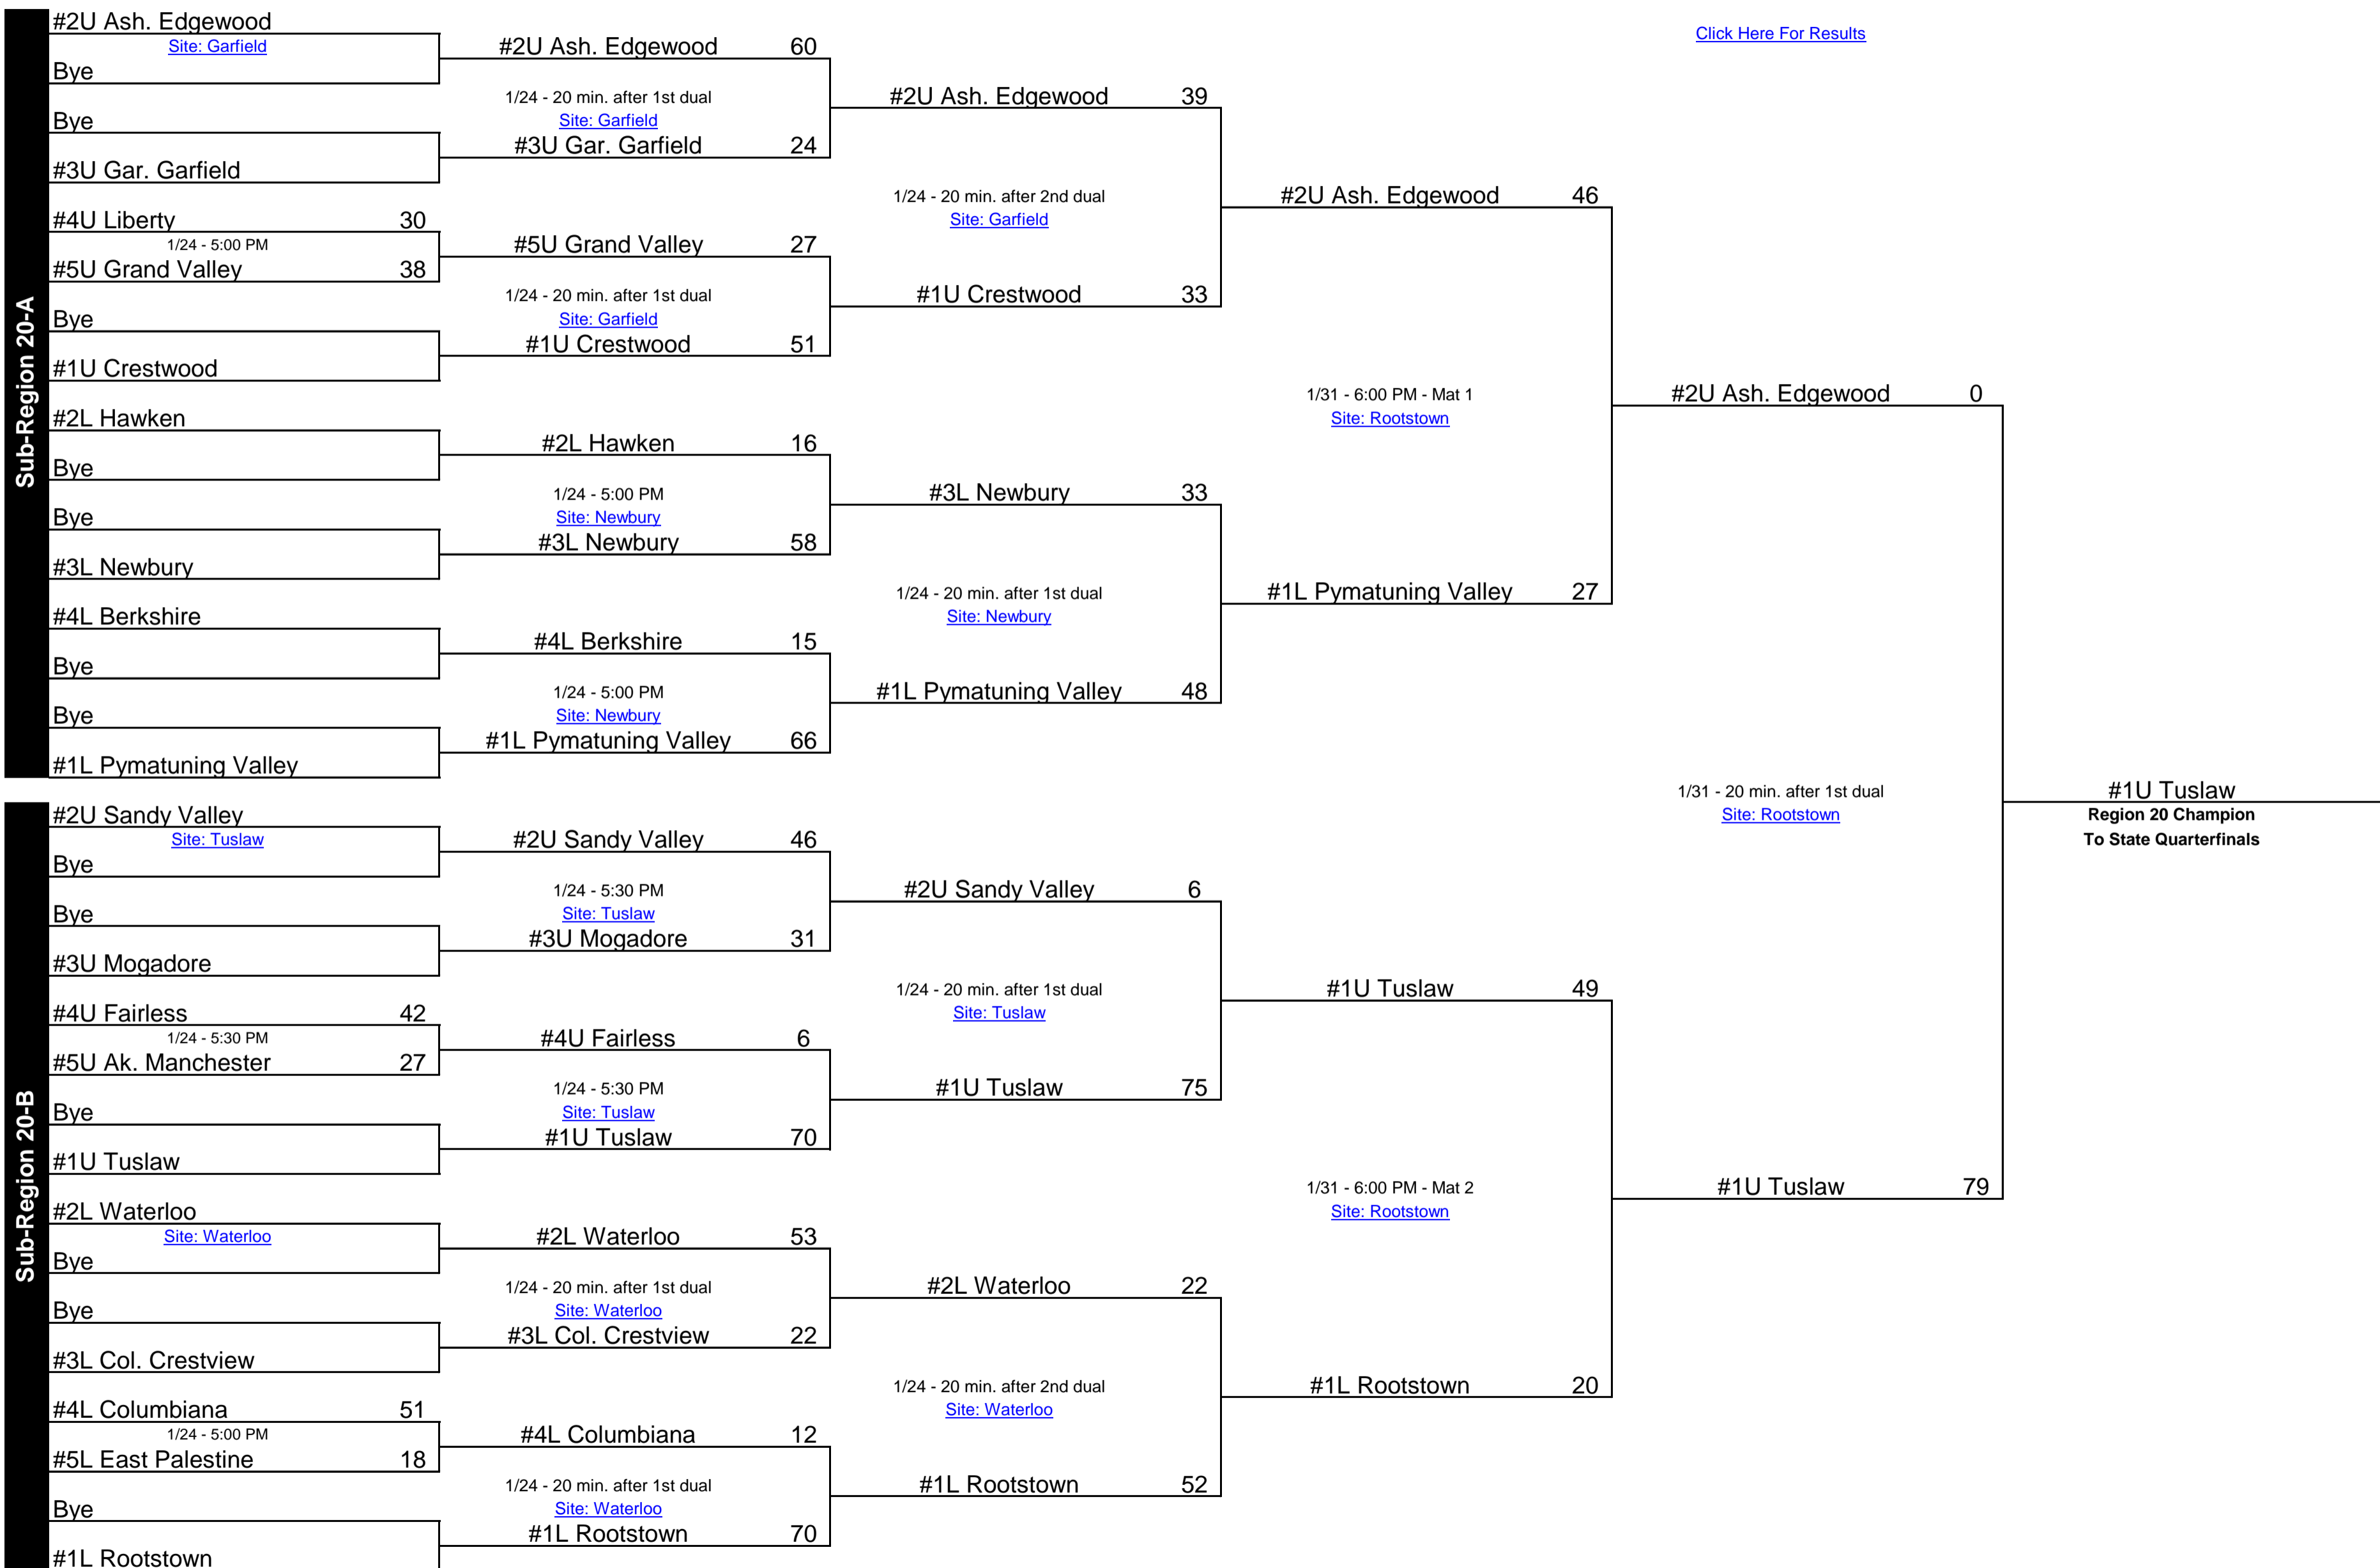 Sub-Region 20-A
#2U Ash. Edgewood
Site: Garfield
Bye
Bye
#3U Gar. Garfield
#4U Liberty 30
1/24 - 5:00 PM
#5U Grand Valley 38
Bye
#1U Crestwood
#2L Hawken
Bye
Bye
#3L Newbury
#4L Berkshire
Bye
Bye
#1L Pymatuning Valley
Sub-Region 20-B
#2U Sandy Valley
Site: Tuslaw
Bye
Bye
#3U Mogadore
#4U Fairless 42
1/24 - 5:30 PM
#5U Ak. Manchester 27
Bye
#1U Tuslaw
#2L Waterloo
Site: Waterloo
Bye
Bye
#3L Col. Crestview
#4L Columbiana 51
1/24 - 5:00 PM
#5L East Palestine 18
Bye
#1L Rootstown
#2U Ash. Edgewood 60
1/24 - 20 min. after 1st dual
Site: Garfield
#3U Gar. Garfield 24
#5U Grand Valley 27
1/24 - 20 min. after 1st dual
Site: Garfield
#1U Crestwood 51
#2L Hawken 16
1/24 - 5:00 PM
Site: Newbury
#3L Newbury 58
#4L Berkshire 15
1/24 - 5:00 PM
Site: Newbury
#1L Pymatuning Valley 66
#2U Sandy Valley 46
1/24 - 5:30 PM
Site: Tuslaw
#3U Mogadore 31
#4U Fairless 6
1/24 - 5:30 PM
Site: Tuslaw
#1U Tuslaw 70
#2L Waterloo 53
1/24 - 20 min. after 1st dual
Site: Waterloo
#3L Col. Crestview 22
#4L Columbiana 12
1/24 - 20 min. after 1st dual
Site: Waterloo
#1L Rootstown 70
#2U Ash. Edgewood 39
1/24 - 20 min. after 2nd dual
Site: Garfield
#1U Crestwood 33
#3L Newbury 33
1/24 - 20 min. after 1st dual
Site: Newbury
#1L Pymatuning Valley 48
#2U Sandy Valley 6
1/24 - 20 min. after 1st dual
Site: Tuslaw
#1U Tuslaw 75
#2L Waterloo 22
1/24 - 20 min. after 2nd dual
Site: Waterloo
#1L Rootstown 52
#2U Ash. Edgewood 46
1/31 - 6:00 PM - Mat 1
Site: Rootstown
#1L Pymatuning Valley 27
#1U Tuslaw 49
1/31 - 6:00 PM - Mat 2
Site: Rootstown
#1L Rootstown 20
Click Here For Results
#2U Ash. Edgewood 0
1/31 - 20 min. after 1st dual
Site: Rootstown
#1U Tuslaw 79
#1U Tuslaw
Region 20 Champion
To State Quarterfinals